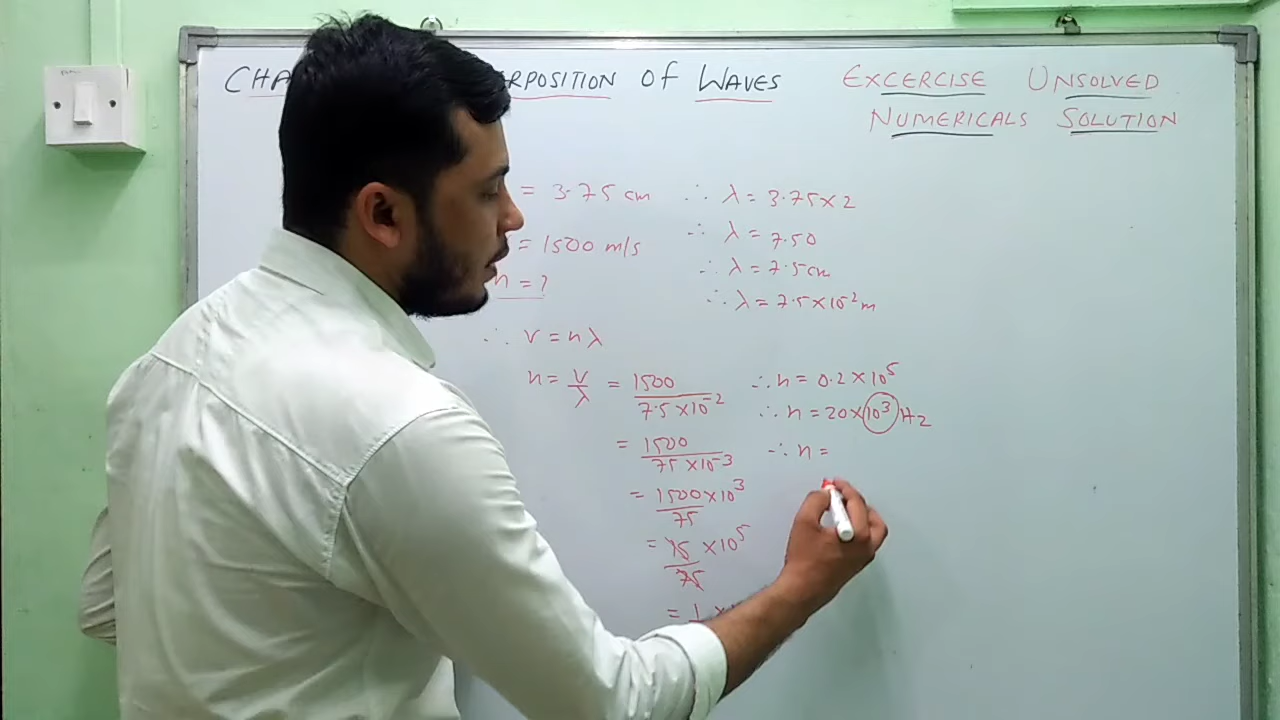 CHA ERPOSITION OF WAVES EXCERCISE UNSOLVED
NUMERICALS SOLUTION
= 3.75 cm
= 1500 m/s
n = ?
∴ v = nλ
n = v/λ = 1500/7.5 × 10⁻²
= 1500/75 × 10⁻³
= 1500 × 10³/75
= 15/75 × 10⁵
= 1
∴ λ = 3.75 × 2
∴ λ = 7.50
∴ λ = 7.5 cm
∴ λ = 7.5 × 10⁻² m
∴ n = 0.2 × 10⁵
∴ n = 20 × 10³ Hz
∴ n =